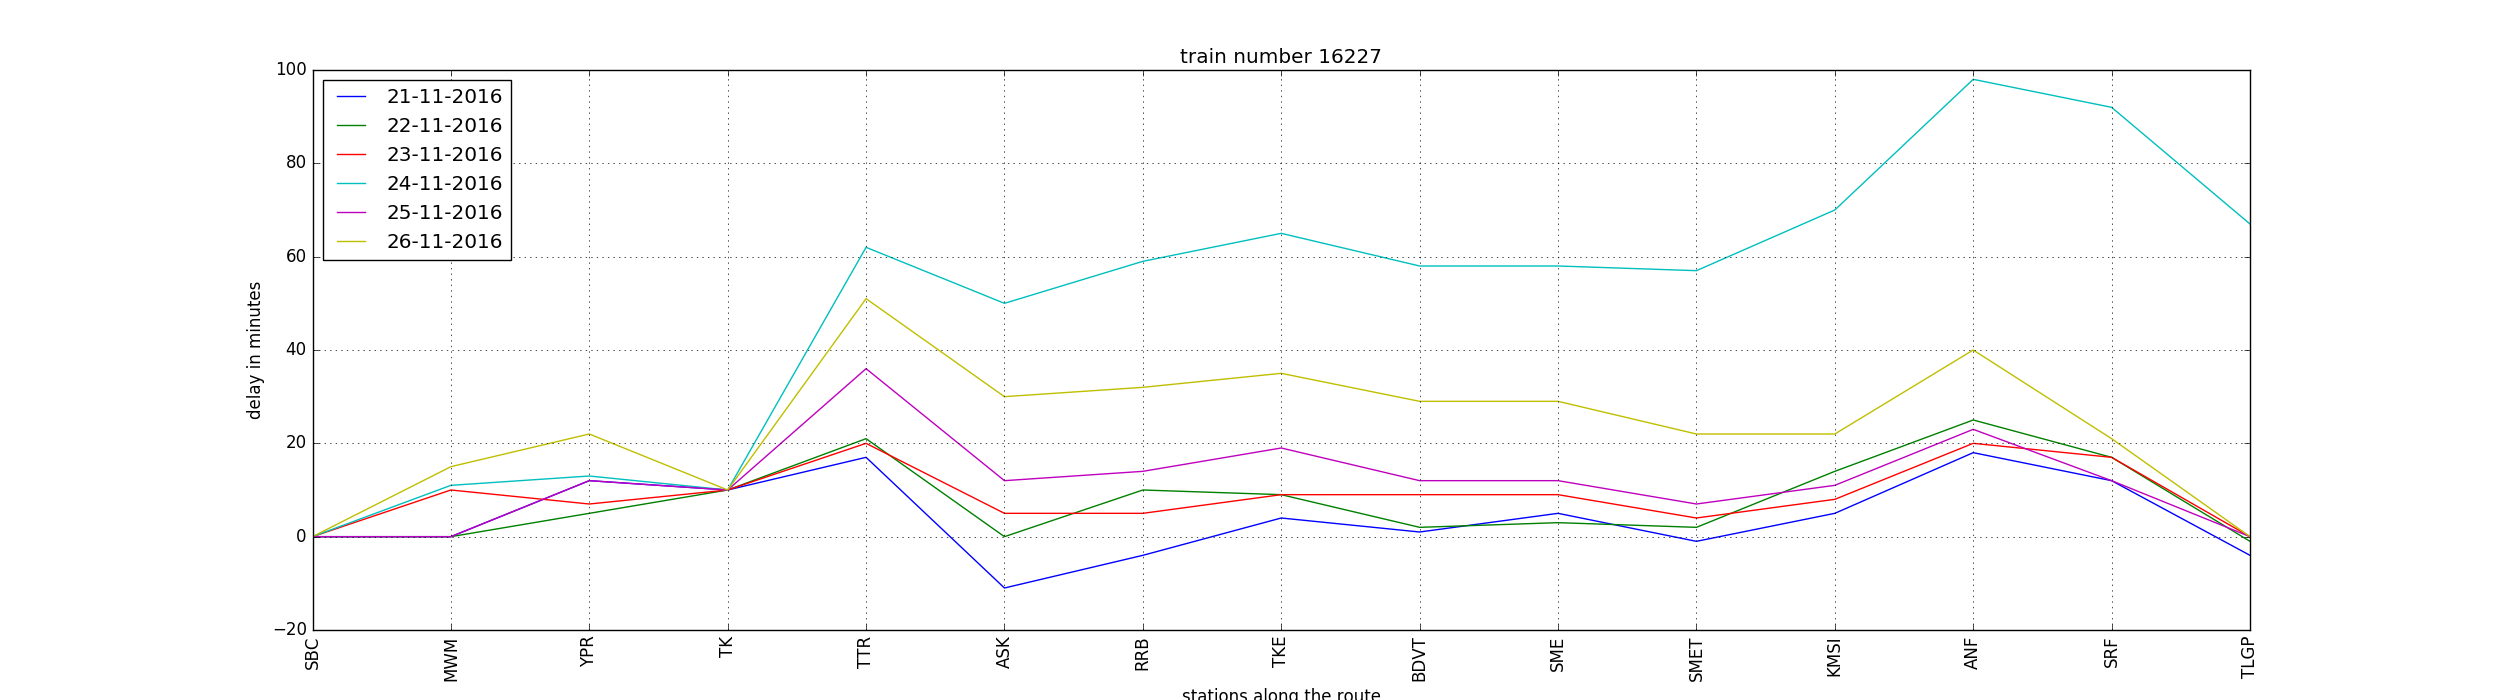 train number 16227
100
80
60
40
20
0
−20
delay in minutes
21-11-2016
22-11-2016
23-11-2016
24-11-2016
25-11-2016
26-11-2016
SBC
MWM
YPR
TK
TTR
ASK
RRB
TKE
BDVT
SME
SMET
KMSI
ANF
SRF
TLGP
stations along the route